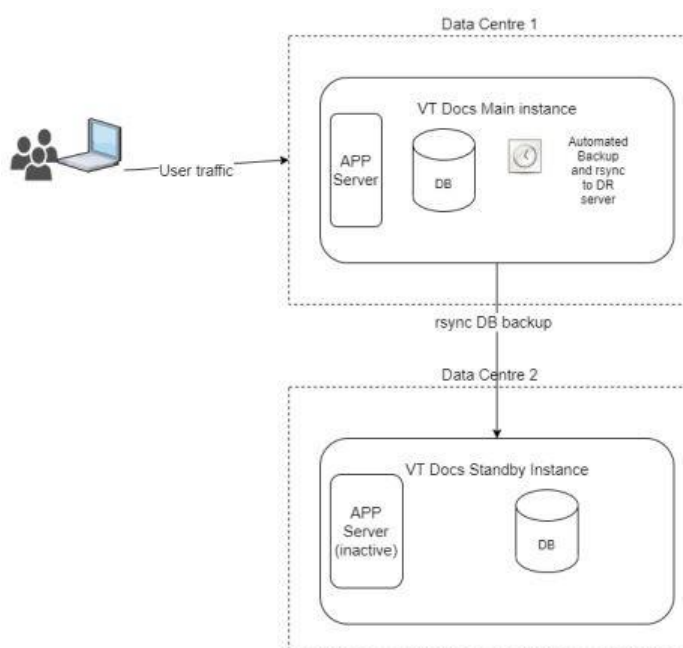 Data Centre 1
VT Docs Main instance
APP
Server
DB
Automated
Backup
and rsync
to DR
server
User traffic
rsync DB backup
Data Centre 2
VT Docs Standby Instance
APP
Server
(inactive)
DB